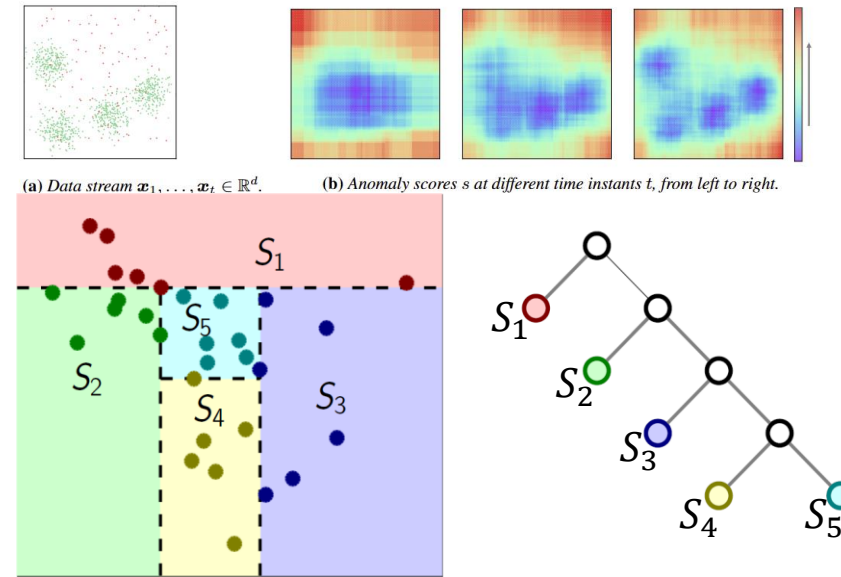 (a) Data stream 𝒙₁, . . . , 𝒙ₜ ∈ ℝᵈ.
(b) Anomaly scores s at different time instants t, from left to right.
S₁
S₅
S₂
S₄
S₃
S₁
S₂
S₃
S₄
S₅